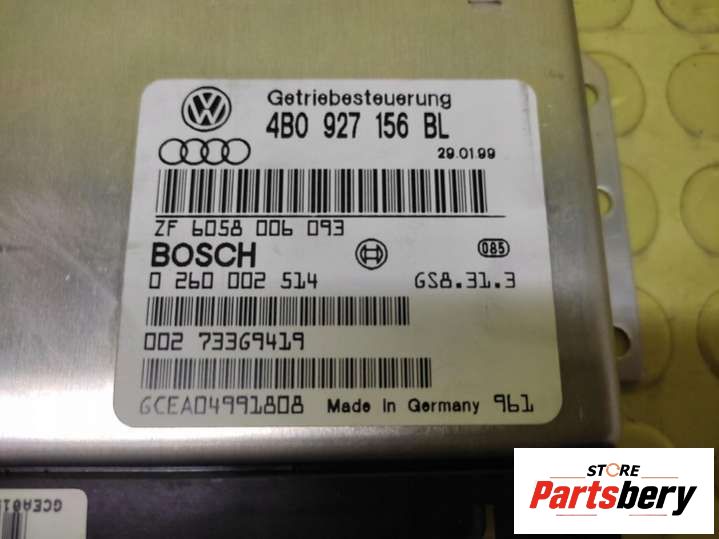 Getriebesteuerung
4B0 927 156 BL
29.01.99
ZF 6058 006 093
BOSCH
085
0 260 002 514 GS8.31.3
002 73369419
GCEA04991808 Made In Germany 961
STORE
Partsbery